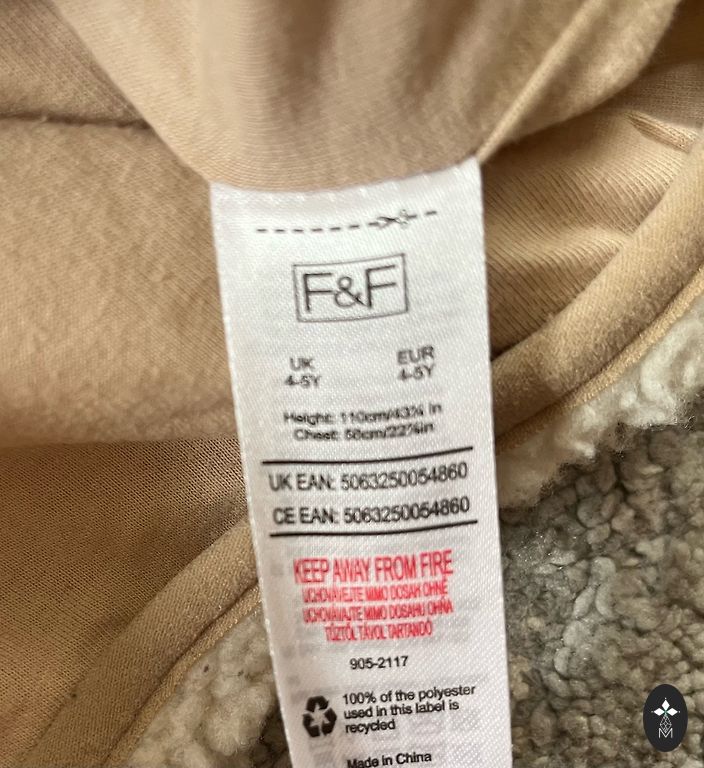 F&F
UK EUR
4-5Y 4-5Y
Height: 110cm/43¼ in
Chest: 58cm/22¾in
UK EAN: 5063250054860
CE EAN: 5063250054860
KEEP AWAY FROM FIRE
UCHOVÁVEJTE MIMO DOSAH OHNĚ
UCHOVÁVAJTE MIMO DOSAHU OHŇA
TŰZTŐL TÁVOL TARTANDÓ
905-2117
100% of the polyester
used in this label is
recycled
Made in China
M